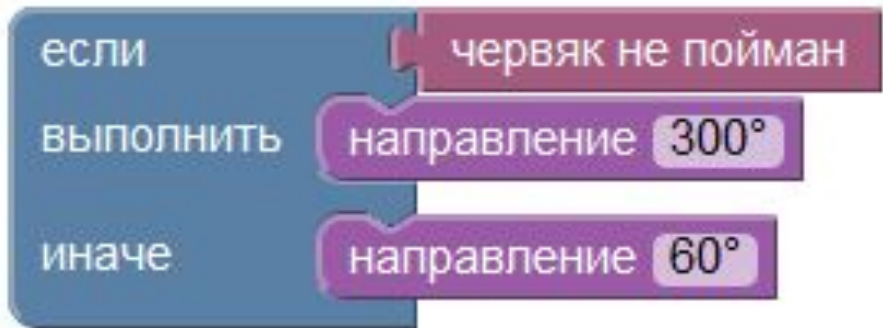 если червяк не пойман
выполнить направление 300°
иначе направление 60°